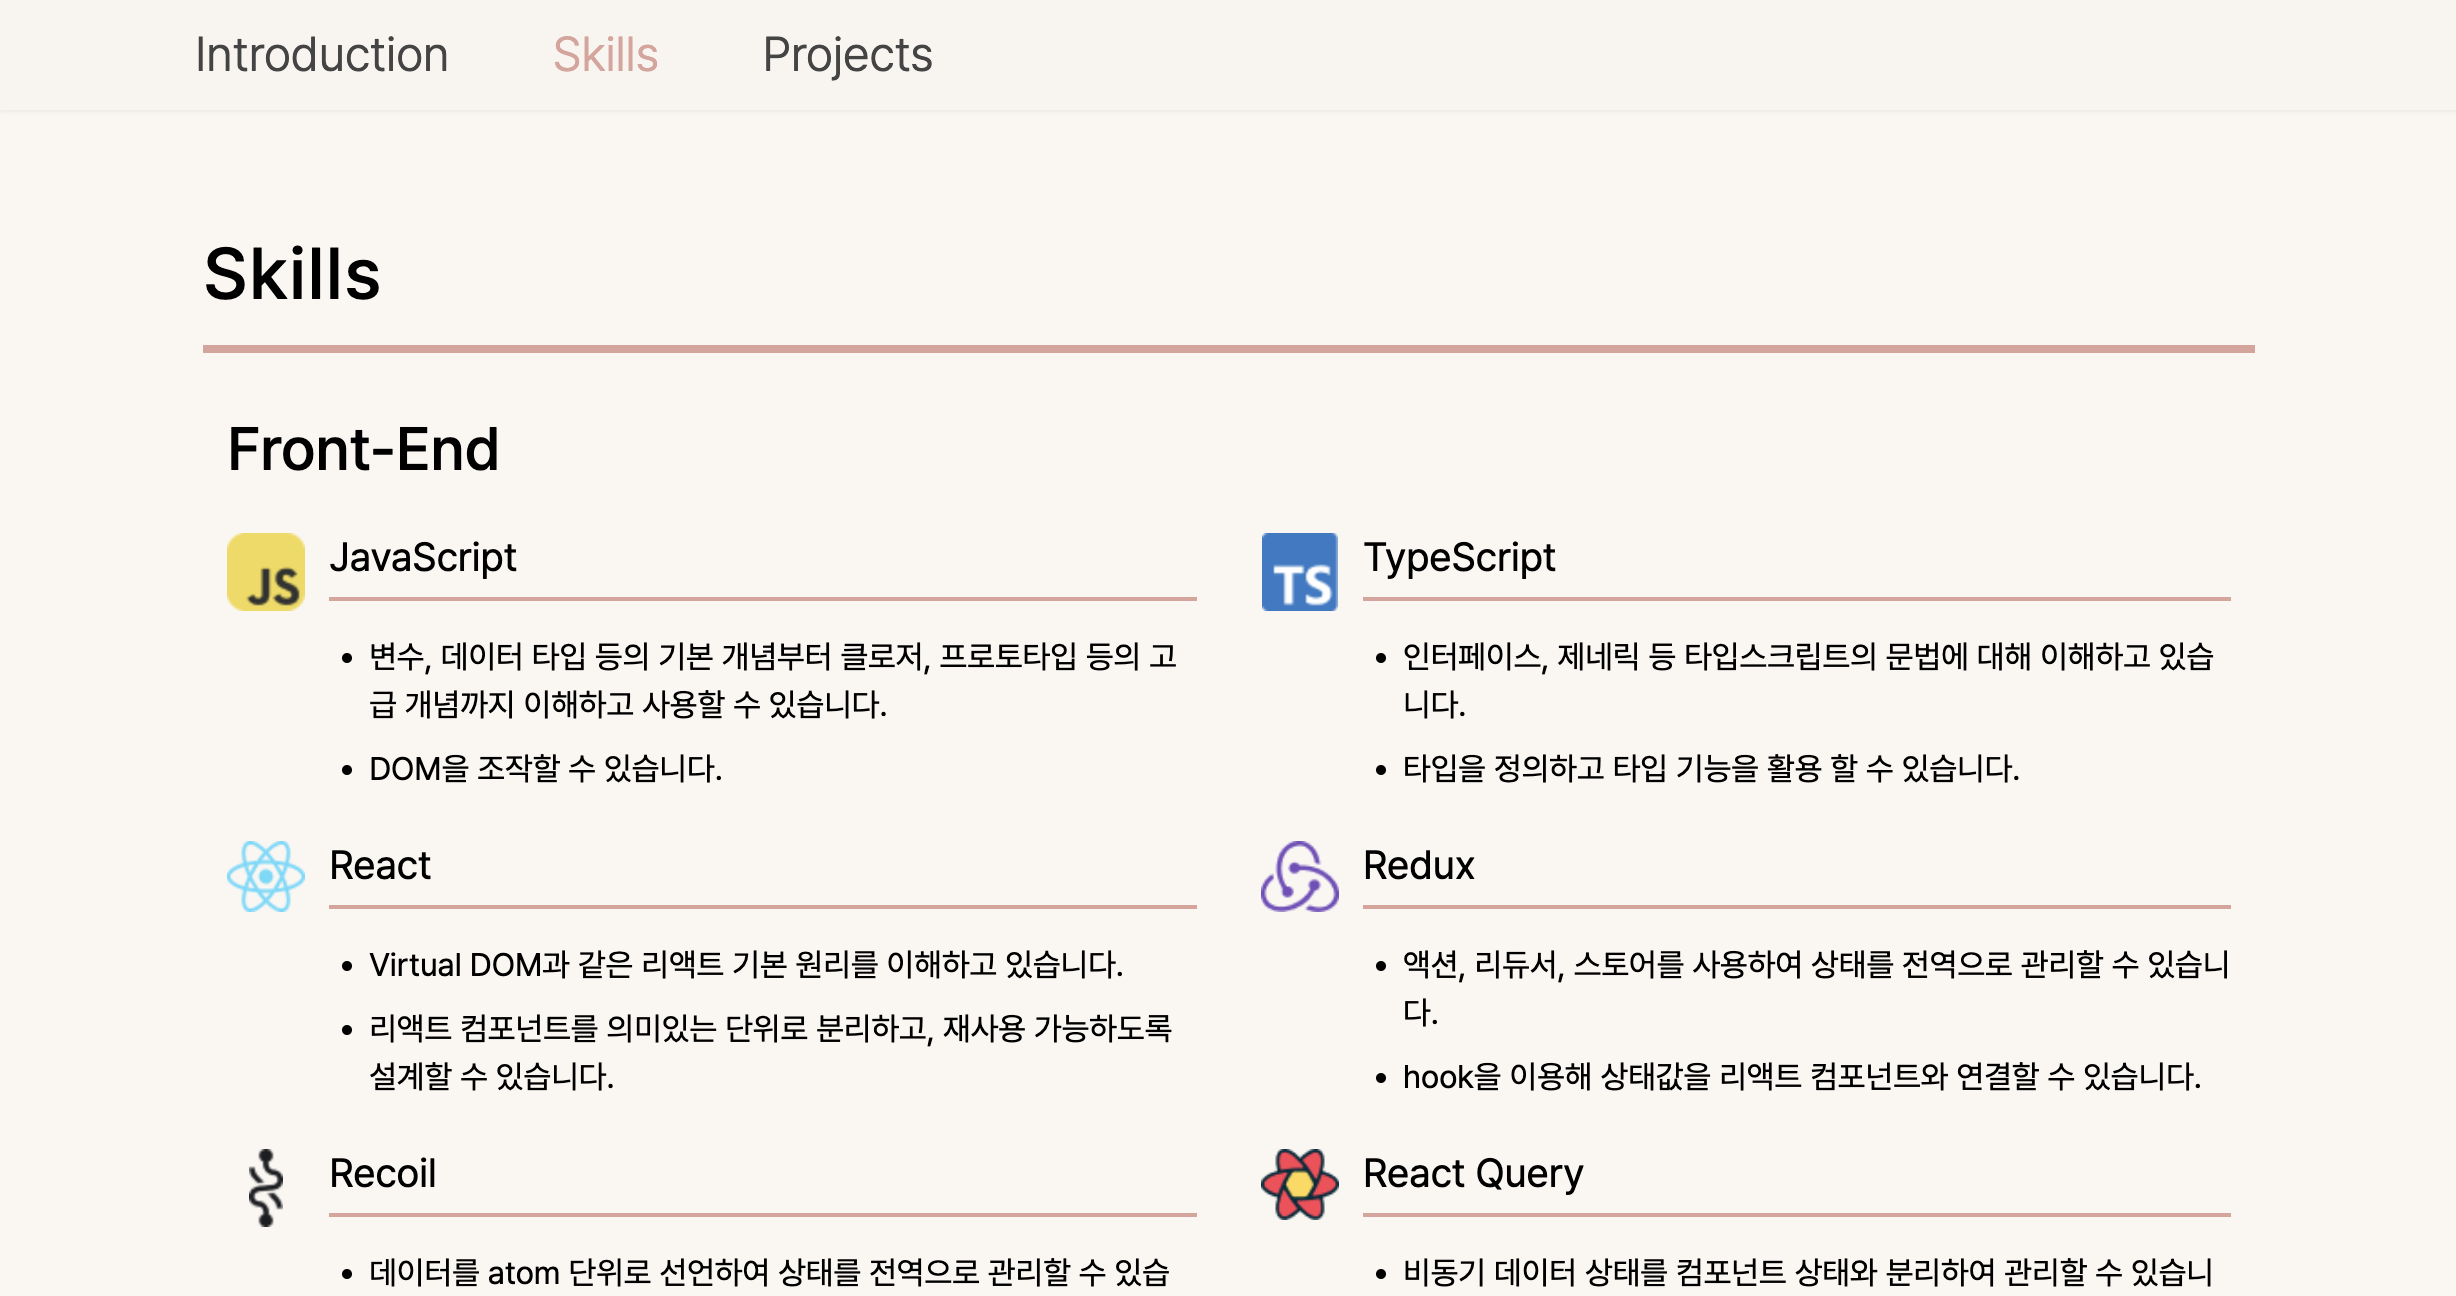 Introduction Skills Projects
Skills
Front-End
JS
JavaScript
변수, 데이터 타입 등의 기본 개념부터 클로저, 프로토타입 등의 고
급 개념까지 이해하고 사용할 수 있습니다.
DOM을 조작할 수 있습니다.
TS
TypeScript
인터페이스, 제네릭 등 타입스크립트의 문법에 대해 이해하고 있습
니다.
타입을 정의하고 타입 기능을 활용 할 수 있습니다.
React
Virtual DOM과 같은 리액트 기본 원리를 이해하고 있습니다.
리액트 컴포넌트를 의미있는 단위로 분리하고, 재사용 가능하도록
설계할 수 있습니다.
Redux
액션, 리듀서, 스토어를 사용하여 상태를 전역으로 관리할 수 있습니
다.
hook을 이용해 상태값을 리액트 컴포넌트와 연결할 수 있습니다.
Recoil
데이터를 atom 단위로 선언하여 상태를 전역으로 관리할 수 있습
React Query
비동기 데이터 상태를 컴포넌트 상태와 분리하여 관리할 수 있습니